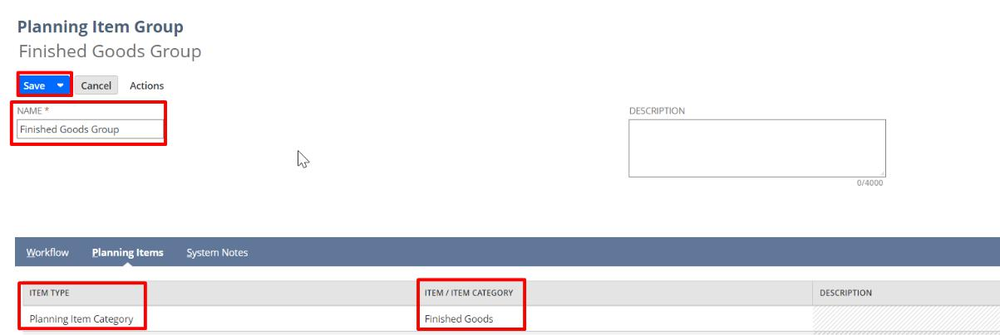 Planning Item Group
Finished Goods Group
Save Cancel Actions
NAME * DESCRIPTION
Finished Goods Group
0/4000
Workflow Planning Items System Notes
ITEM TYPE ITEM / ITEM CATEGORY DESCRIPTION
Planning Item Category Finished Goods